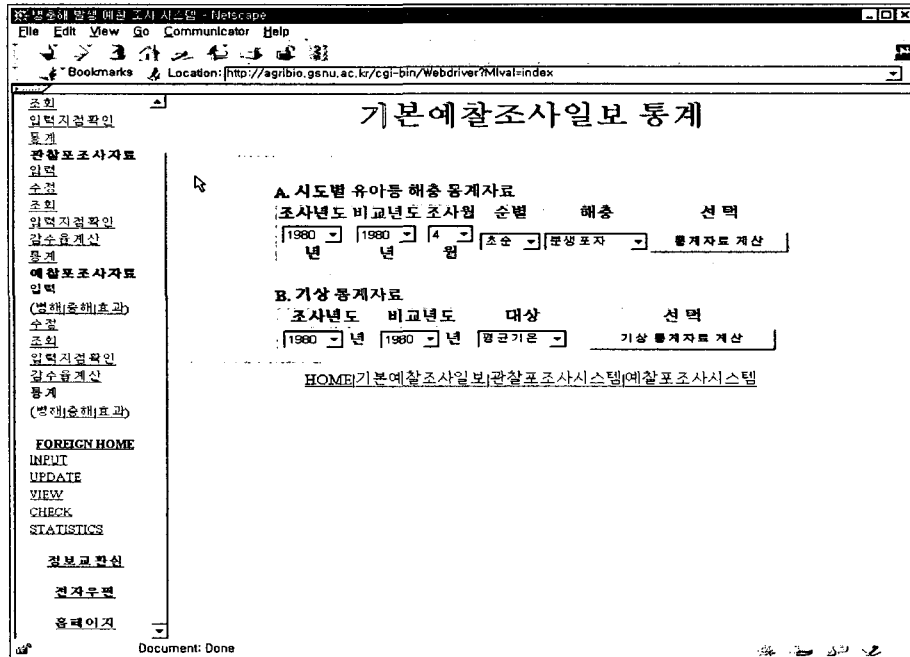 병충해 발생 예찰 조사 시스템 - Netscape
File Edit View Go Communicator Help
Bookmarks Location: http://agribio.gsnu.ac.kr/cgi-bin/Webdriver?MIval=index
조회
입력지점확인
통계
관찰포조사자료
입력
수정
조회
입력지점확인
감수율계산
통계
예찰포조사자료
입력
(병해|충해|효과)
수정
조회
입력지점확인
감수율계산
통계
(병해|충해|효과)
FOREIGN HOME
INPUT
UPDATE
VIEW
CHECK
STATISTICS
정보교환실
전자우편
홈페이지
기본예찰조사일보 통계
A. 시도별 유아등 해충 통계자료
조사년도 비교년도 조사월 순별 해충 선택
1980 년 1980 년 4 월 초순 분생포자 통계자료 계산
B. 기상 통계자료
조사년도 비교년도 대상 선택
1980 년 1980 년 평균기온 기상 통계자료 계산
HOME|기본예찰조사일보|관찰포조사시스템|예찰포조사시스템
Document: Done